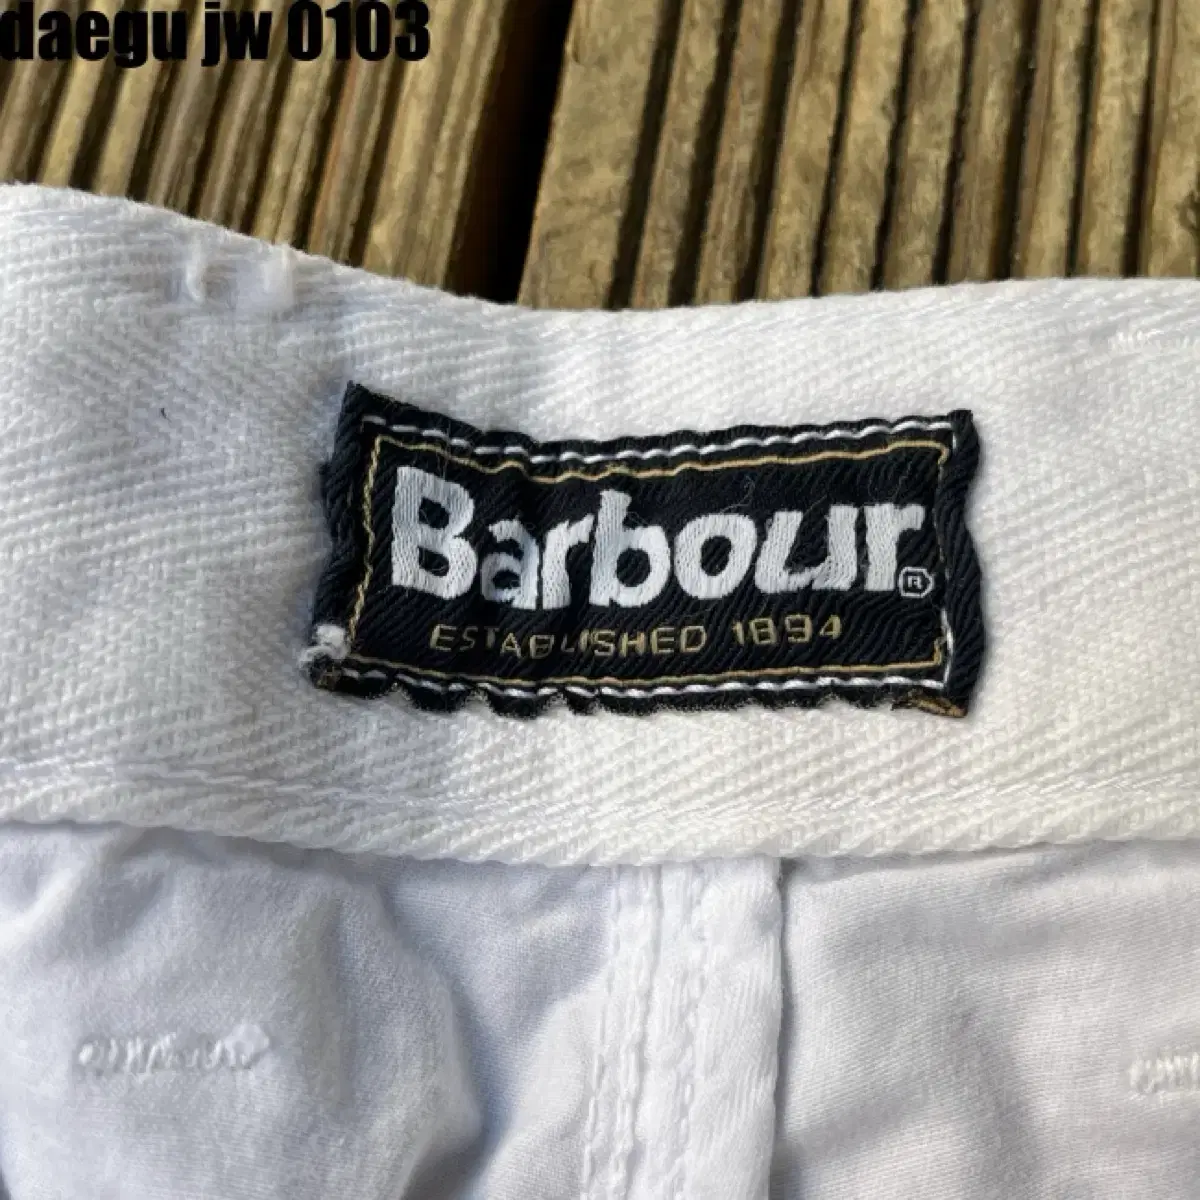 daegu jw 0103
Barbour
®
ESTABLISHED 1894